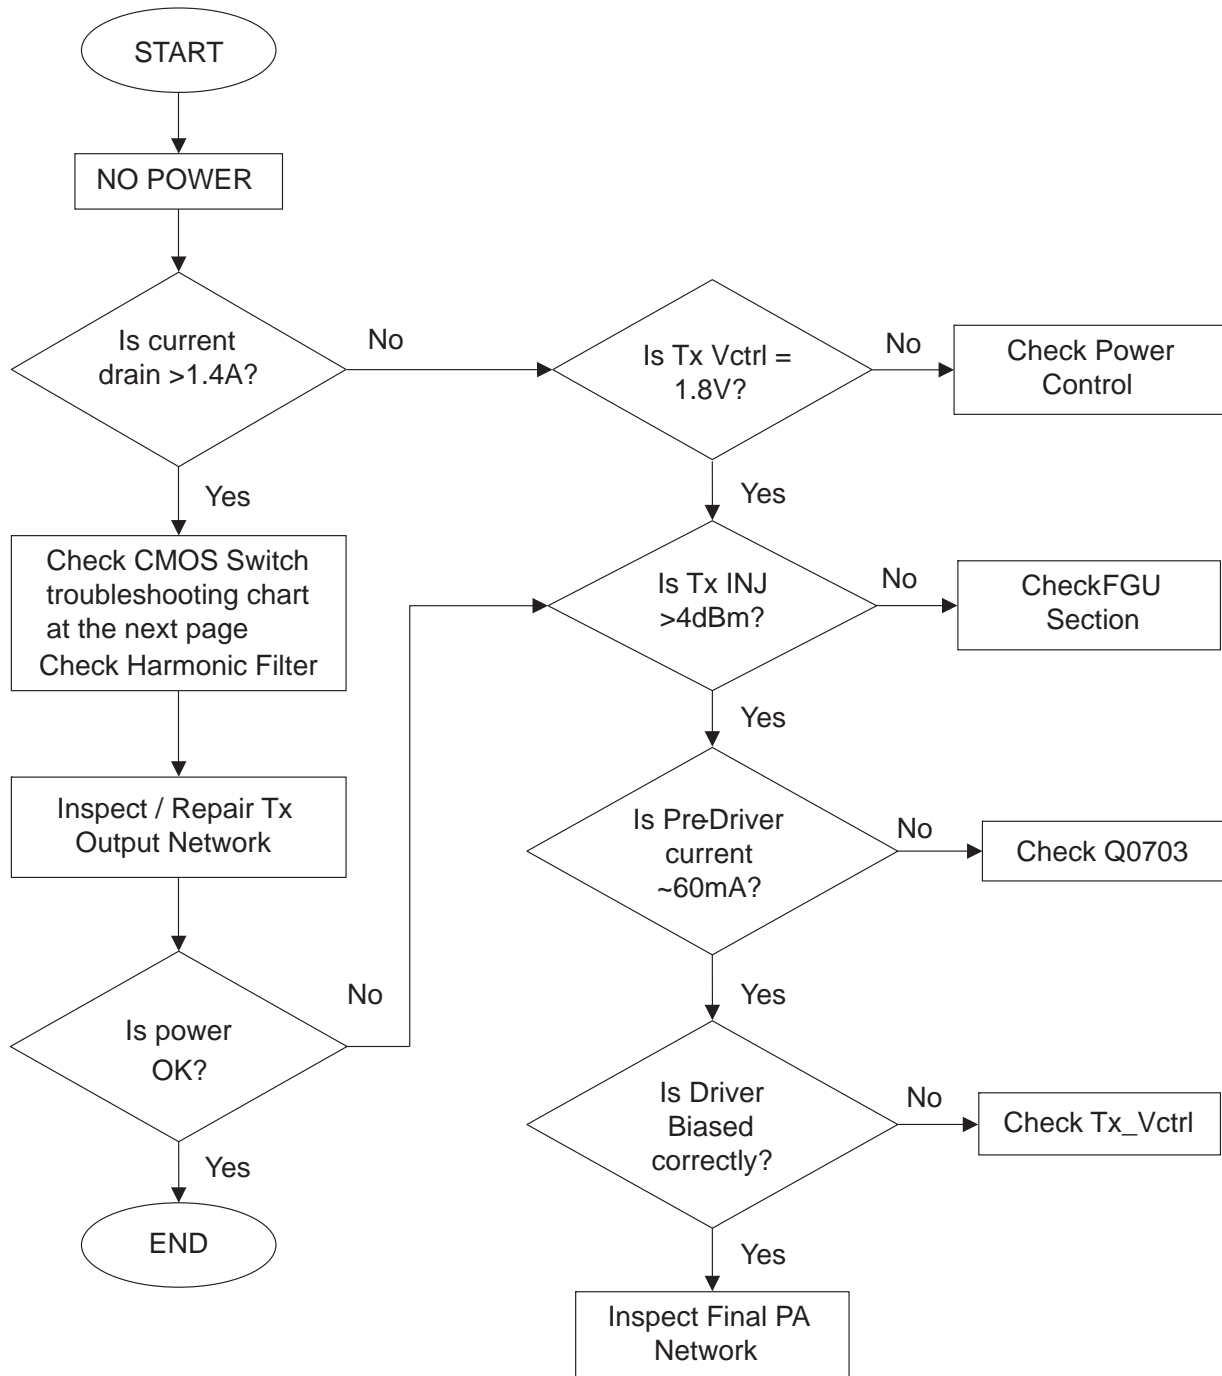 START
NO POWER
Is current
drain >1.4A?
No
Yes
Check CMOS Switch
troubleshooting chart
at the next page
Check Harmonic Filter
Inspect / Repair Tx
Output Network
Is power
OK?
No
Yes
END
Is Tx Vctrl =
1.8V?
No
Check Power
Control
Yes
Is Tx INJ
>4dBm?
No
CheckFGU
Section
Yes
Is Pre-Driver
current
~60mA?
No
Check Q0703
Yes
Is Driver
Biased
correctly?
No
Check Tx_Vctrl
Yes
Inspect Final PA
Network